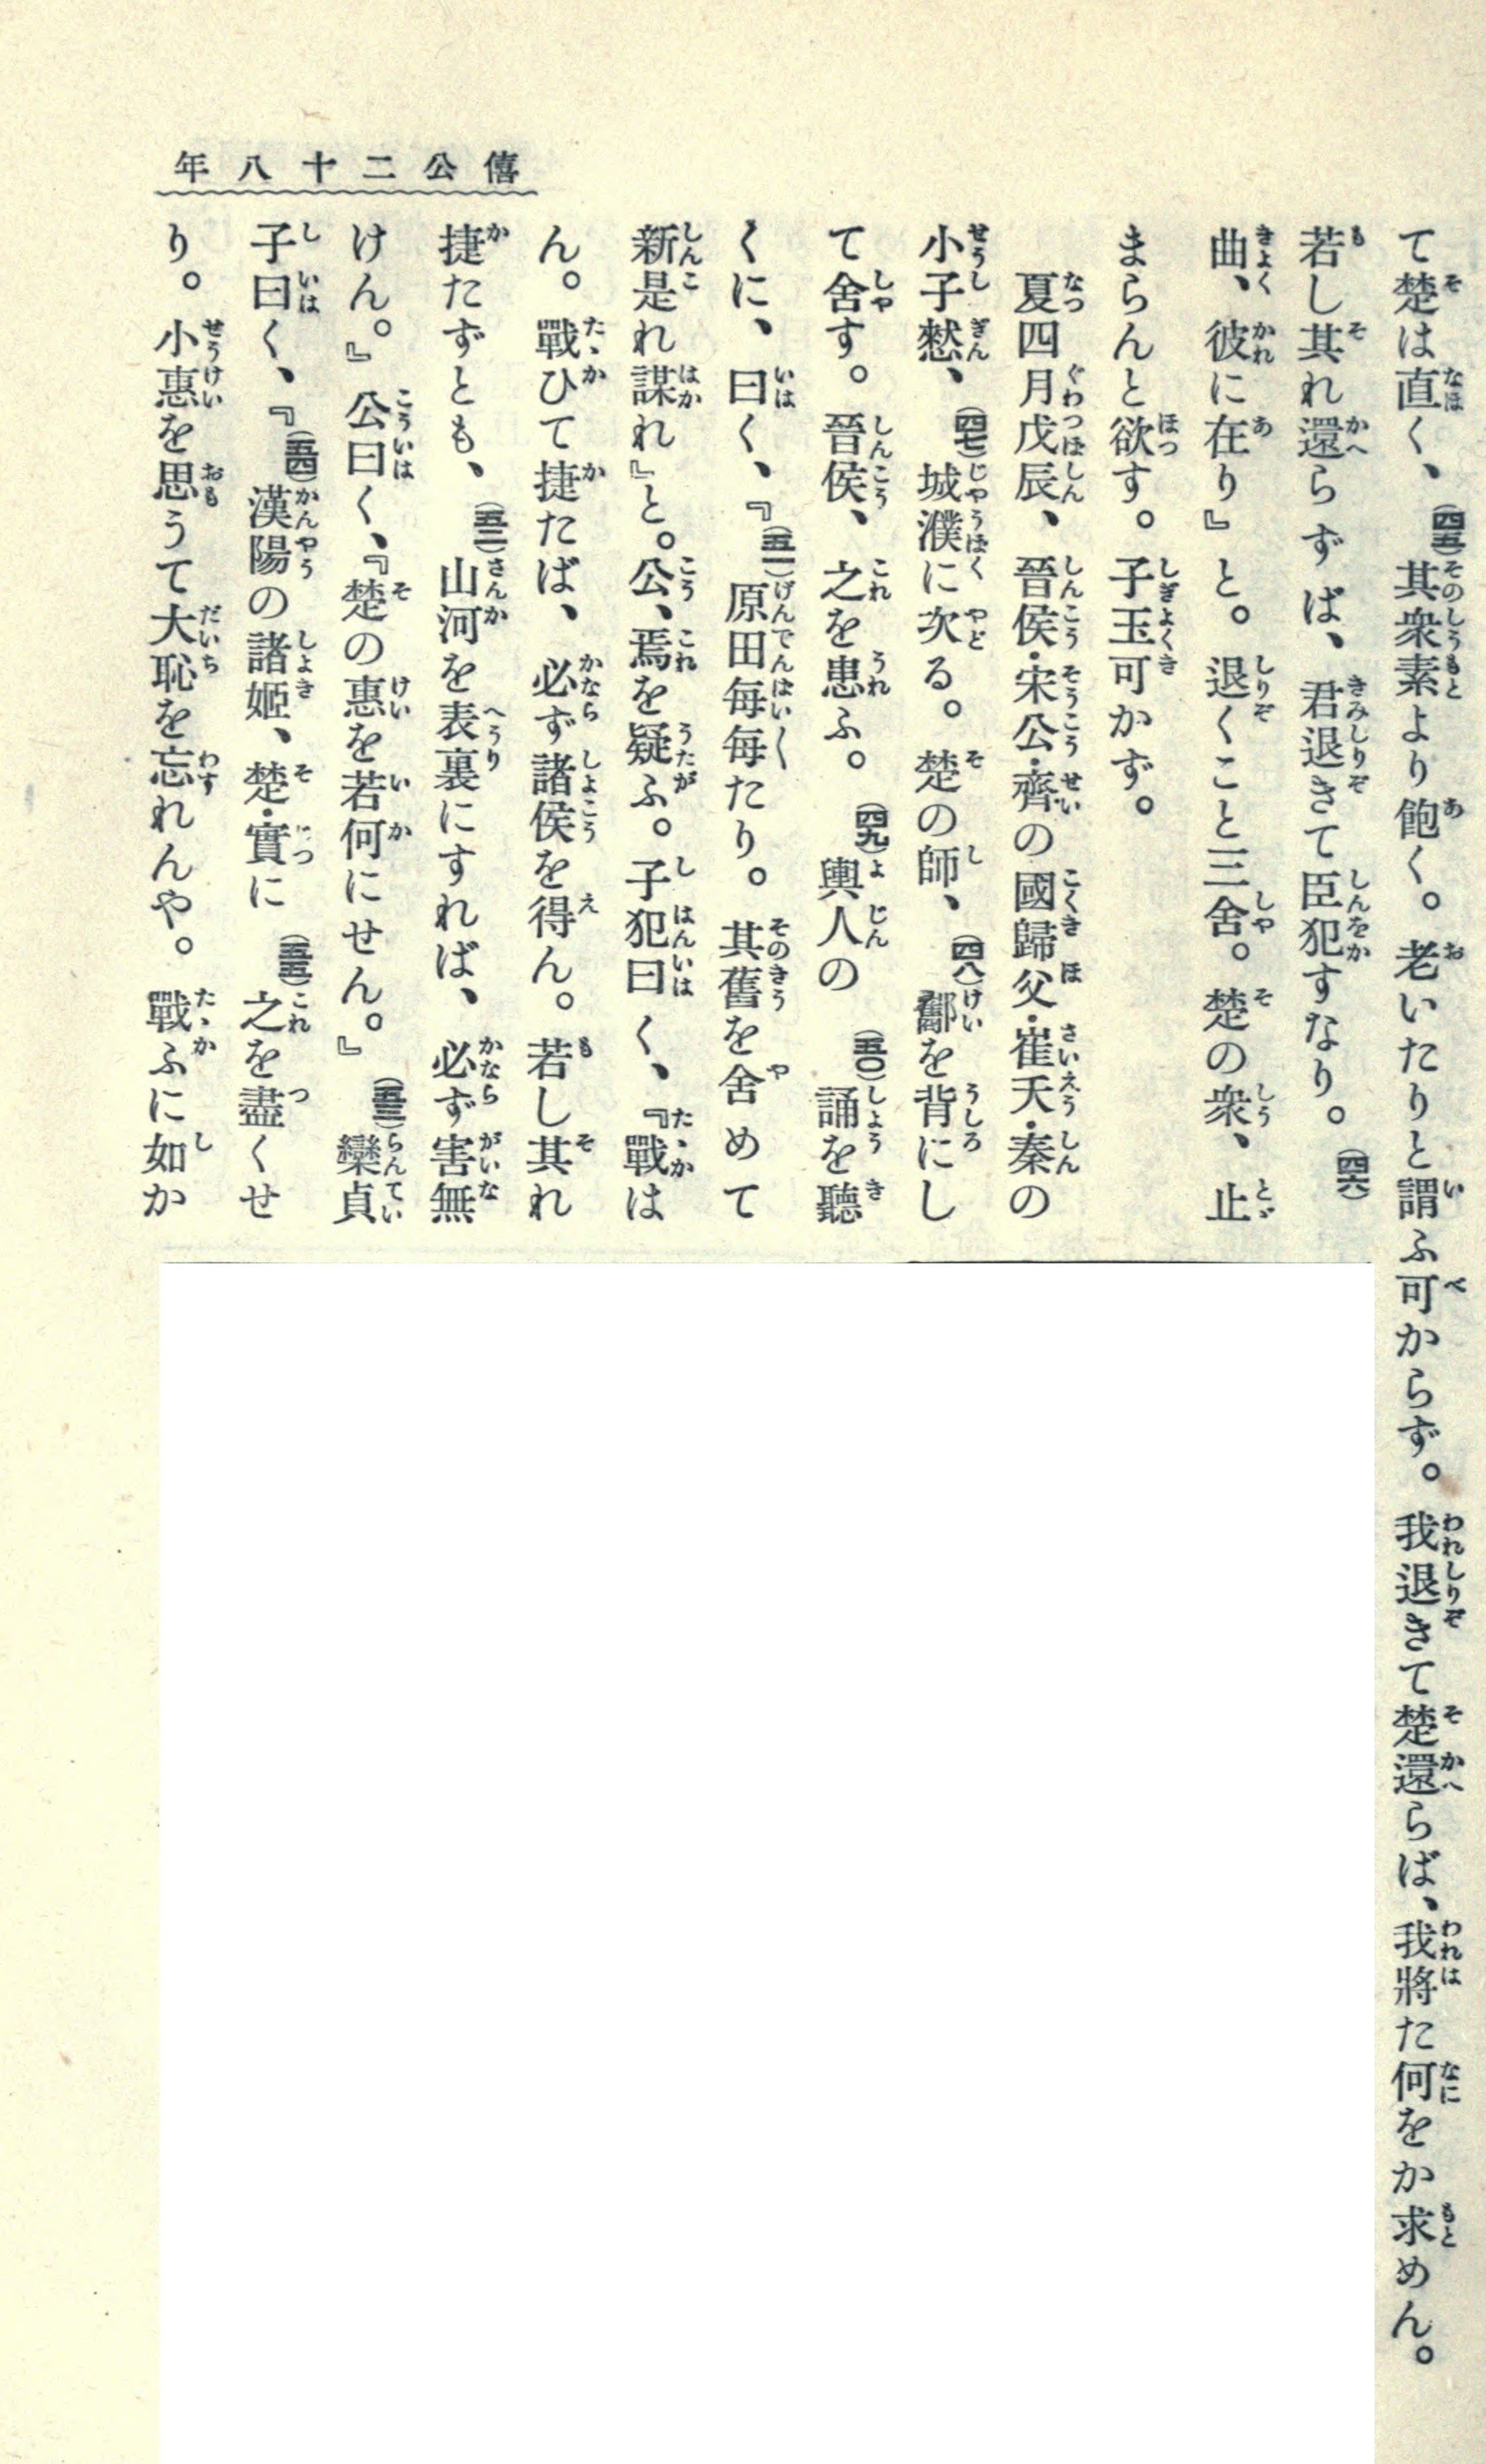 僖公二十八年
て楚は直く、(四五)其衆素より飽く。老いたりと謂ふ可からず。我退きて楚還らば、我將た何をか求めん。
若し其れ還らずば、君退きて臣犯すなり。(四六)
曲、彼に在り』と。退くこと三舍。楚の衆、止
まらんと欲す。子玉可かず。
夏四月戊辰、晉侯・宋公・齊の國歸父・崔夭・秦の
小子憖、(四七)城濮に次る。楚の師、(四八)酅を背にし
て舍す。晉侯、之を患ふ。(四九)輿人の(五〇)誦を聽
くに、曰く、『(五一)原田每每たり。其舊を舍めて
新是れ謀れ』と。公、焉を疑ふ。子犯曰く、『戰は
ん。戰ひて捷たば、必ず諸侯を得ん。若し其れ
捷たずとも、(五二)山河を表裏にすれば、必ず害無
けん。』公曰く、『楚の惠を若何にせん。』(五三)欒貞
子曰く、『(五四)漢陽の諸姬、楚・實に(五五)之を盡くせ
り。小惠を思うて大恥を忘れんや。戰ふに如か